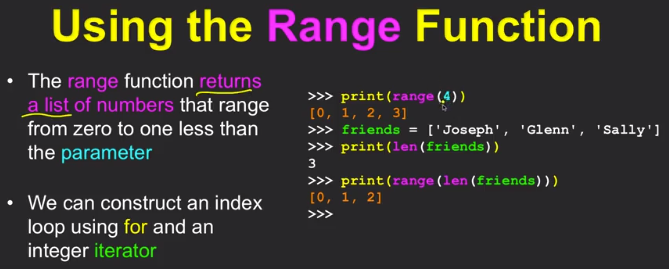 Using the Range Function
• The range function returns
a list of numbers that range
from zero to one less than
the parameter
• We can construct an index
loop using for and an
integer iterator
>>> print(range(4))
[0, 1, 2, 3]
>>> friends = ['Joseph', 'Glenn', 'Sally']
>>> print(len(friends))
3
>>> print(range(len(friends)))
[0, 1, 2]
>>>